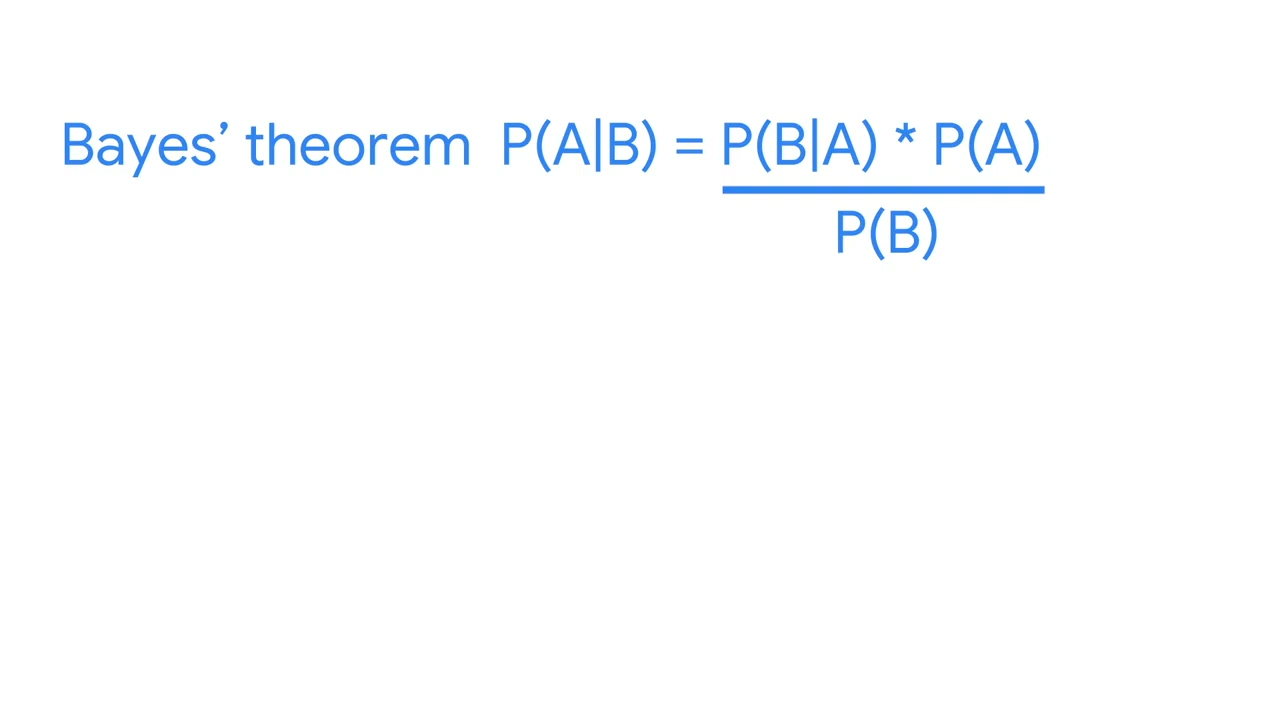 Bayes’ theorem P(A|B) = P(B|A) * P(A)
P(B)